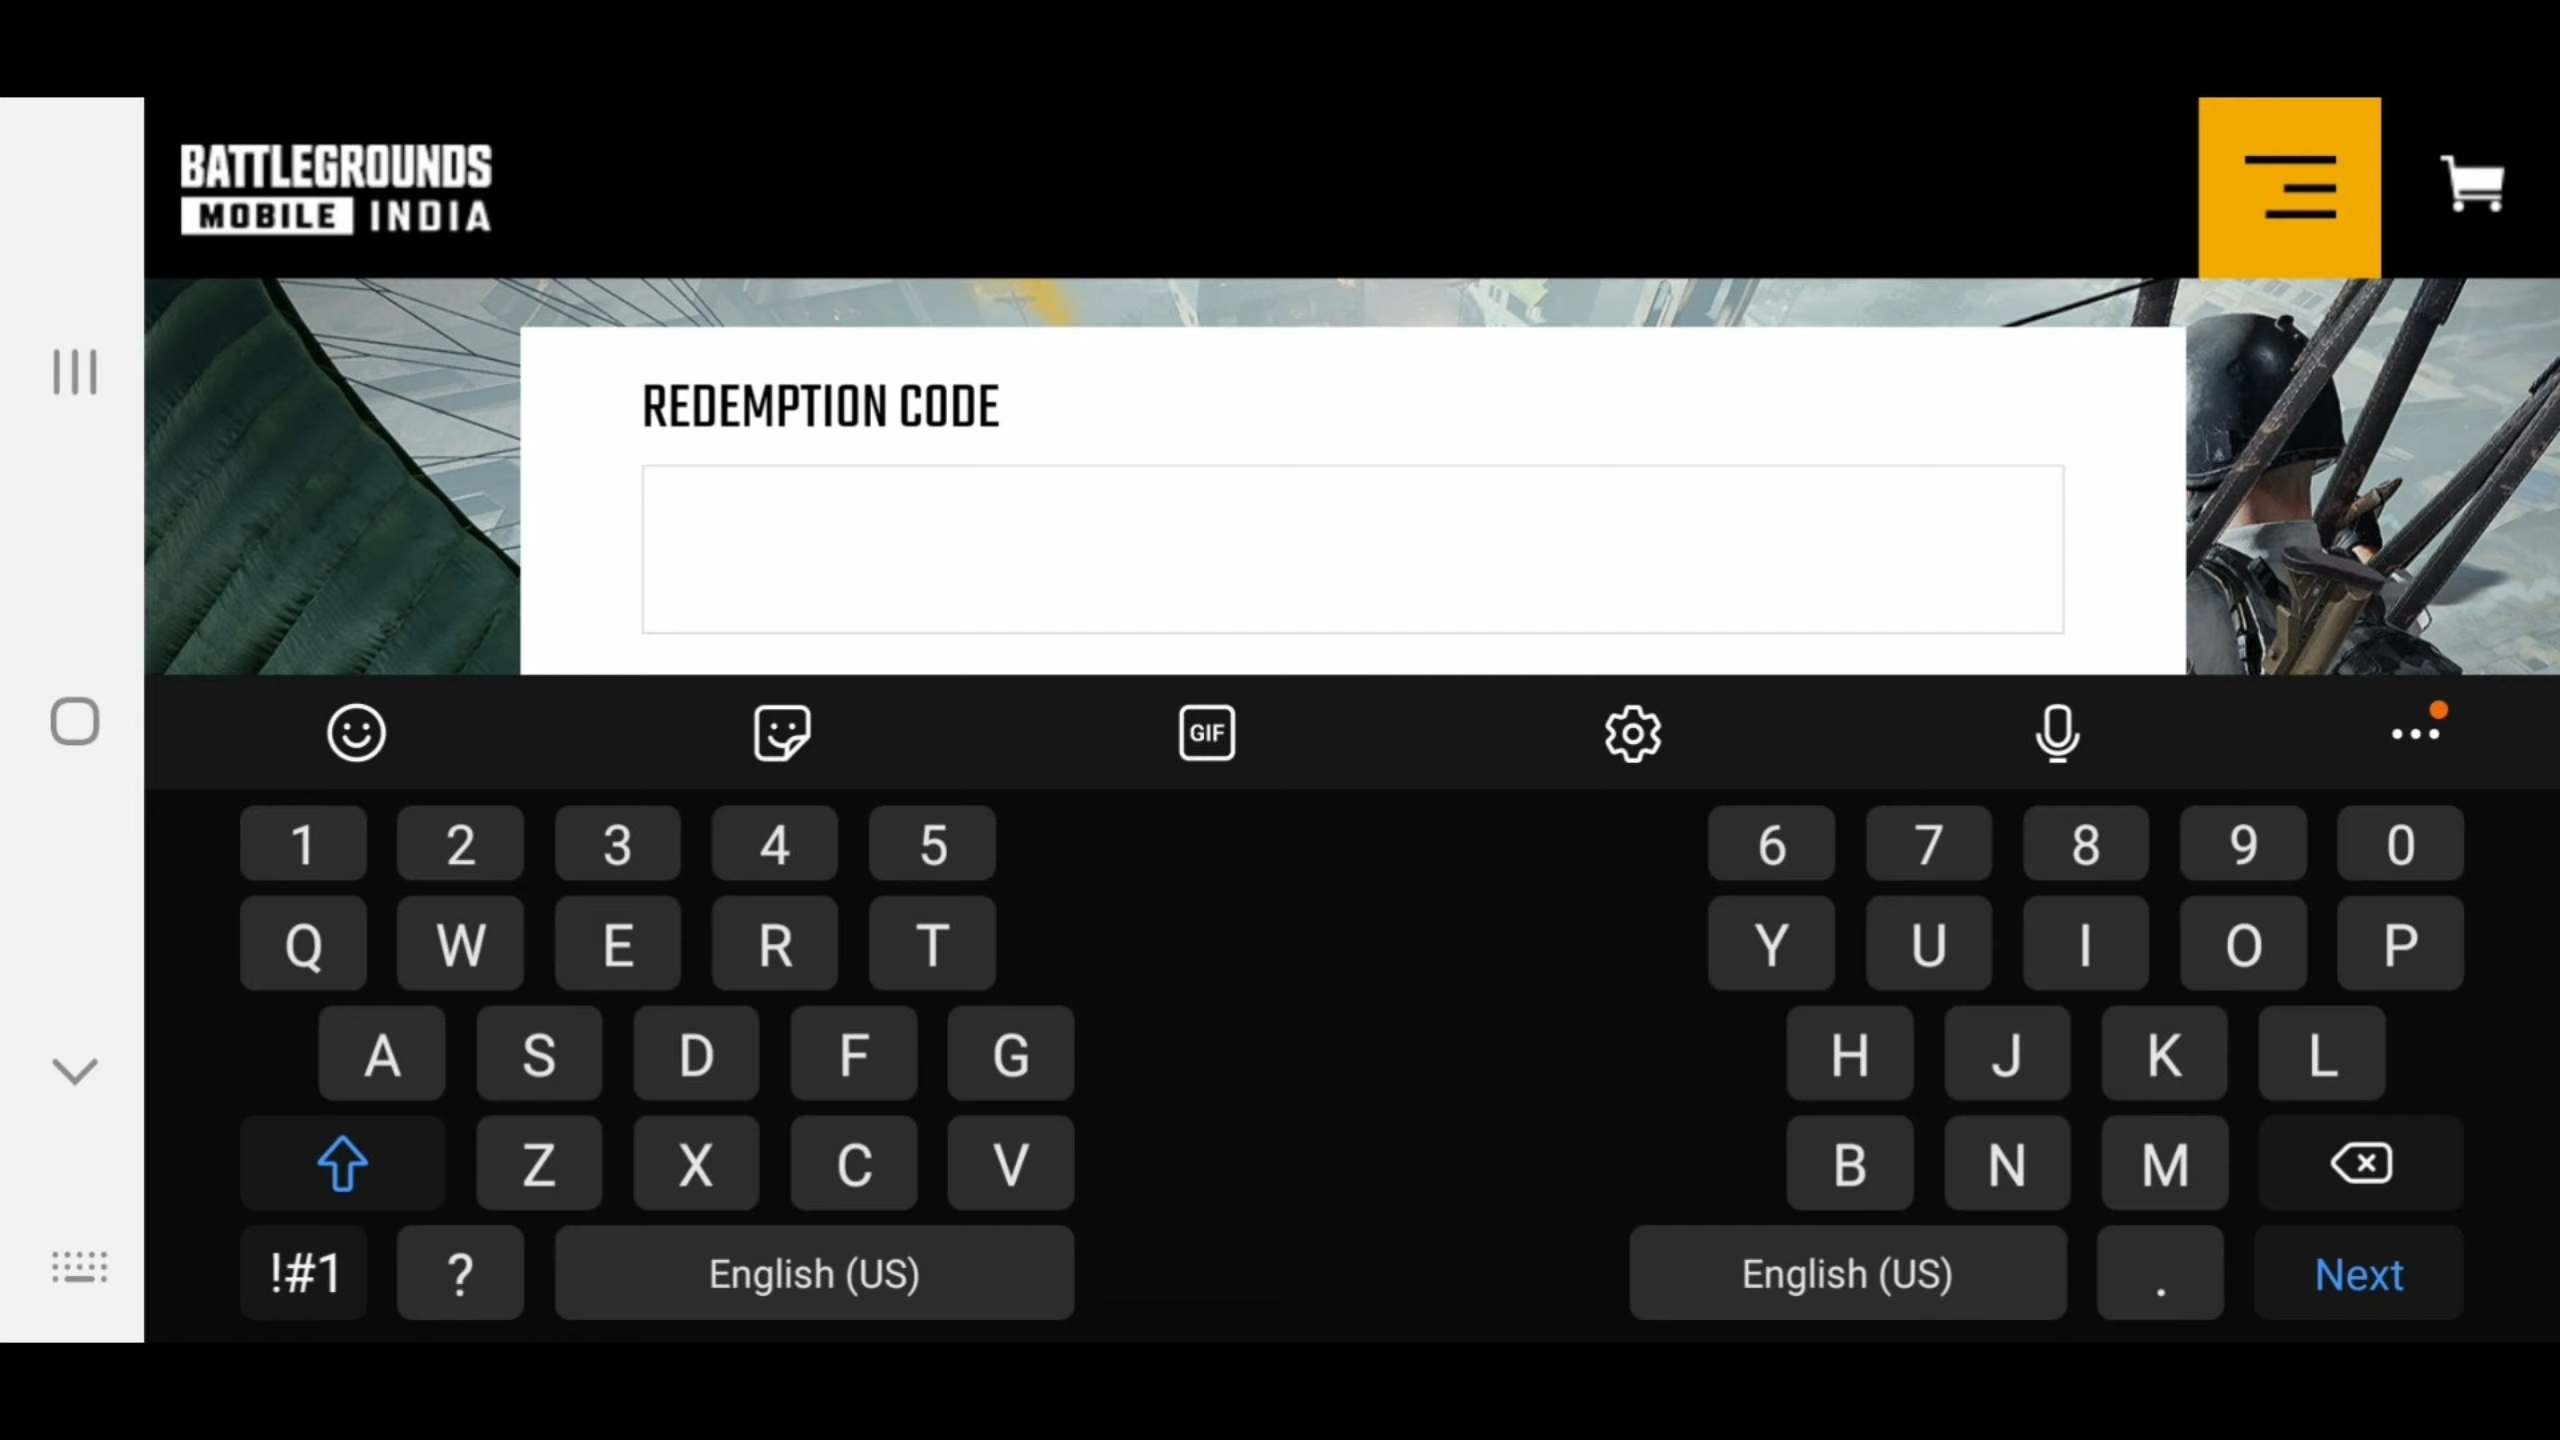 BATTLEGROUNDS
MOBILE INDIA
REDEMPTION CODE
GIF
1 2 3 4 5 6 7 8 9 0
Q W E R T Y U I O P
A S D F G H J K L
Z X C V B N M
!#1 ? English (US) English (US) . Next